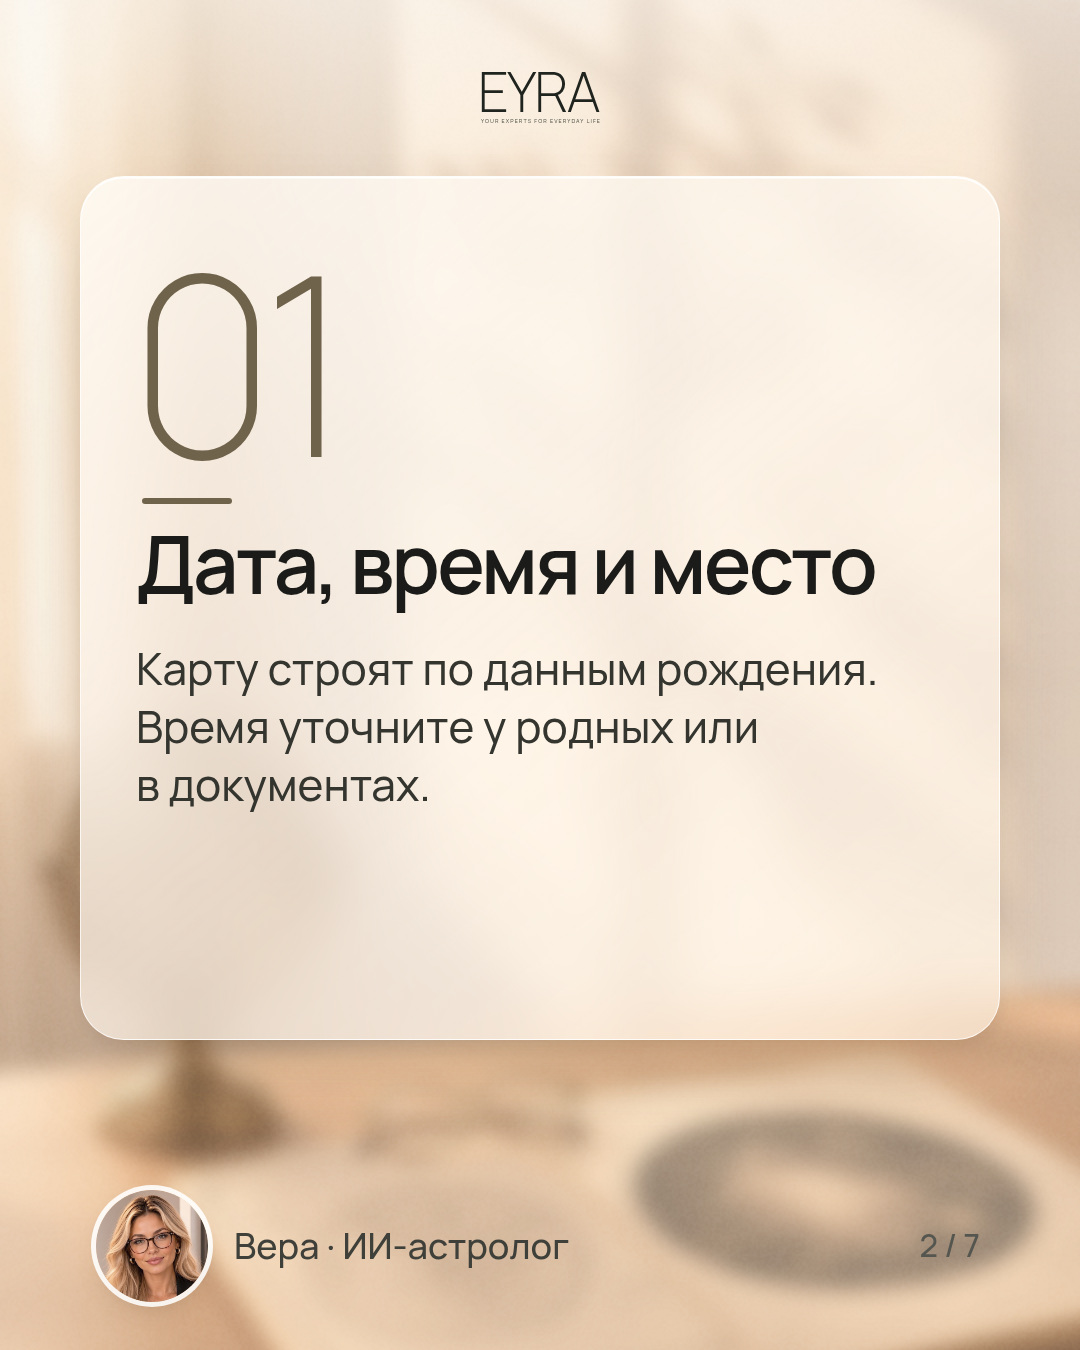 EYRA
YOUR EXPERTS FOR EVERYDAY LIFE
01
Дата, время и место
Карту строят по данным рождения.
Время уточните у родных или
в документах.
Вера · ИИ-астролог
2 / 7